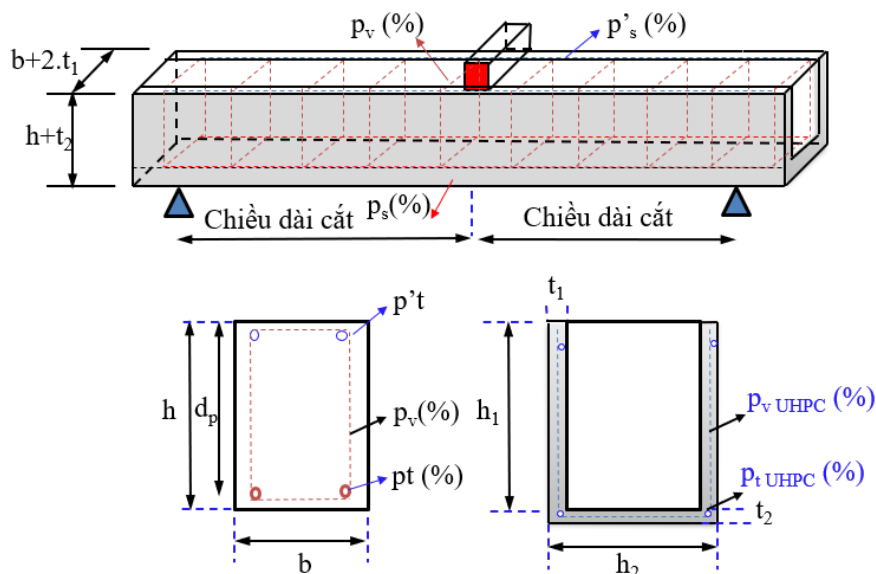 p_v (%)
p'_s (%)
b+2.t_1
h+t_2
p_s(%)
Chiều dài cắt
Chiều dài cắt
p't
t_1
h
d_p
p_v(%)
pt (%)
b
h_1
p_v UHPC (%)
p_t UHPC (%)
t_2
h_2